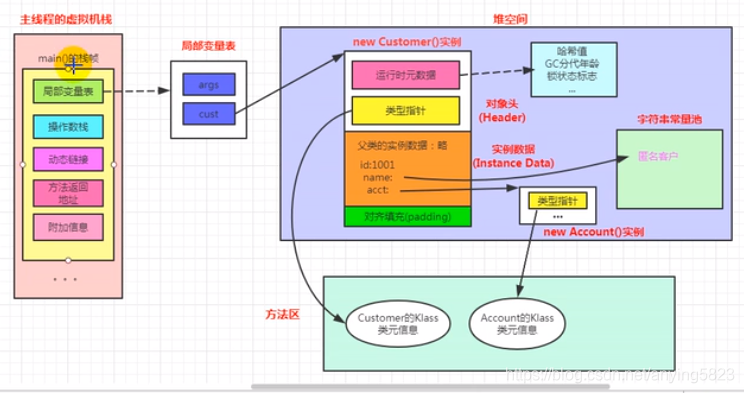 主线程的虚拟机栈
main()的栈帧
局部变量表
操作数栈
动态链接
方法返回
地址
附加信息
. . .
局部变量表
args
cust
堆空间
new Customer()实例
运行时元数据
类型指针
对象头
(Header)
父类的实例数据：略
id:1001
name:
acct:
实例数据
(Instance Data)
对齐填充(padding)
哈希值
GC分代年龄
锁状态标志
...
字符串常量池
匿名客户
类型指针
...
new Account()实例
方法区
Customer的Klass
类元信息
Account的Klass
类元信息